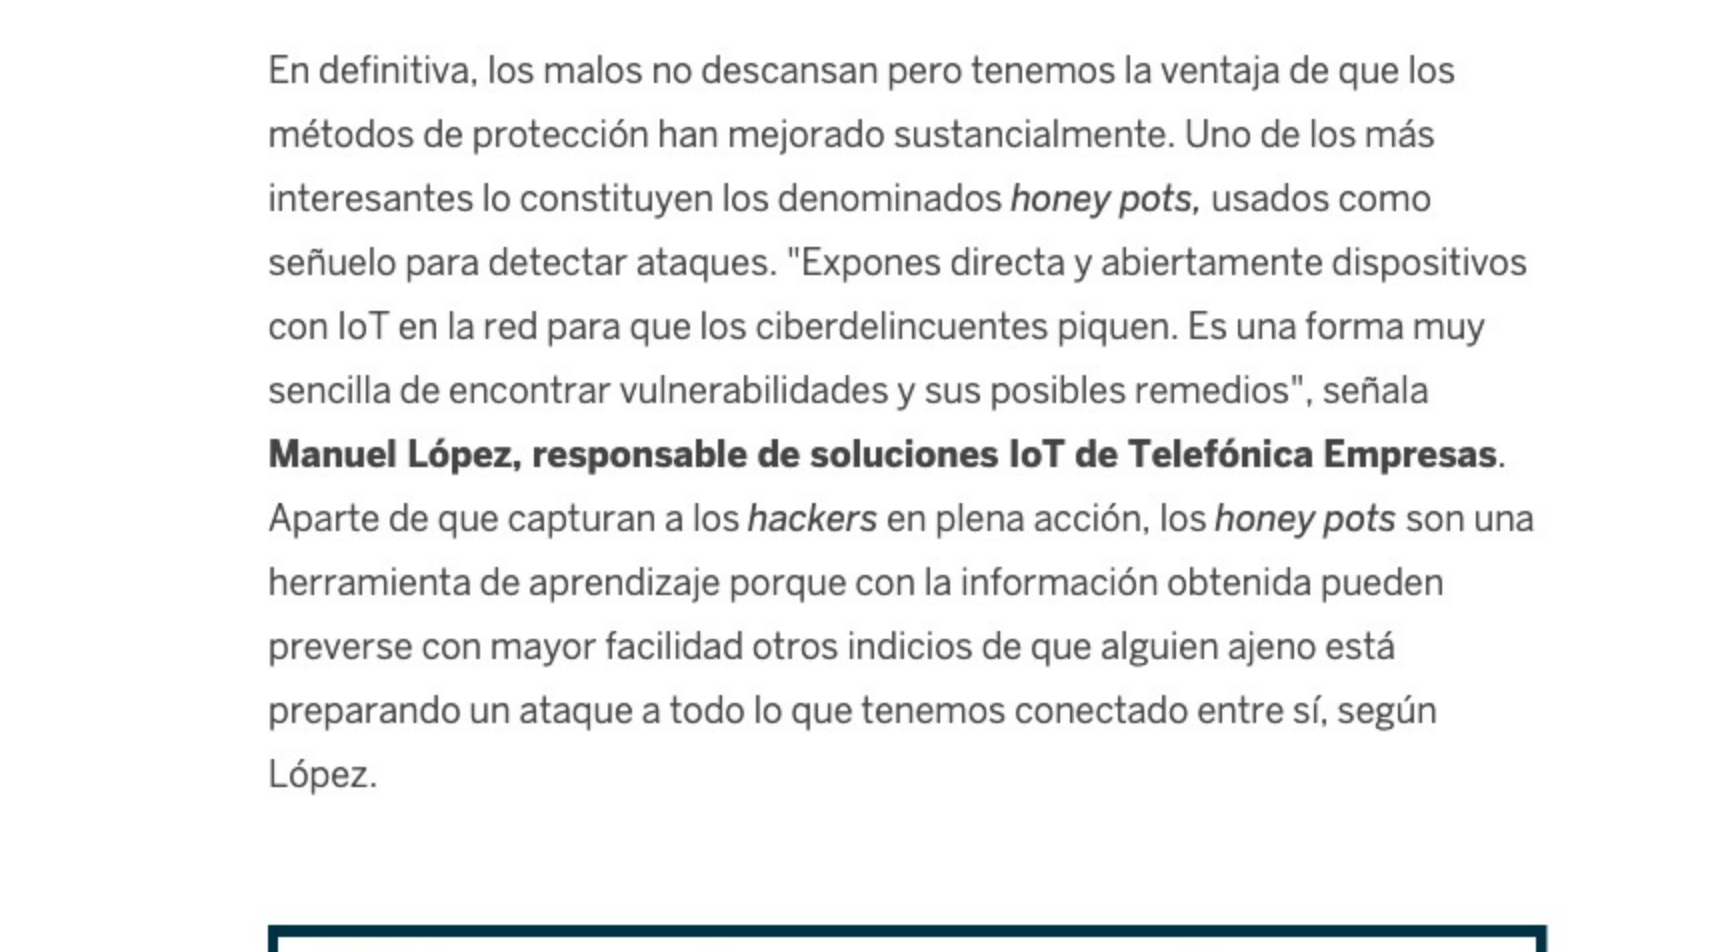 En definitiva, los malos no descansan pero tenemos la ventaja de que los
métodos de protección han mejorado sustancialmente. Uno de los más
interesantes lo constituyen los denominados honey pots, usados como
señuelo para detectar ataques. "Expones directa y abiertamente dispositivos
con IoT en la red para que los ciberdelincuentes piquen. Es una forma muy
sencilla de encontrar vulnerabilidades y sus posibles remedios", señala
Manuel López, responsable de soluciones IoT de Telefónica Empresas.
Aparte de que capturan a los hackers en plena acción, los honey pots son una
herramienta de aprendizaje porque con la información obtenida pueden
preverse con mayor facilidad otros indicios de que alguien ajeno está
preparando un ataque a todo lo que tenemos conectado entre sí, según
López.